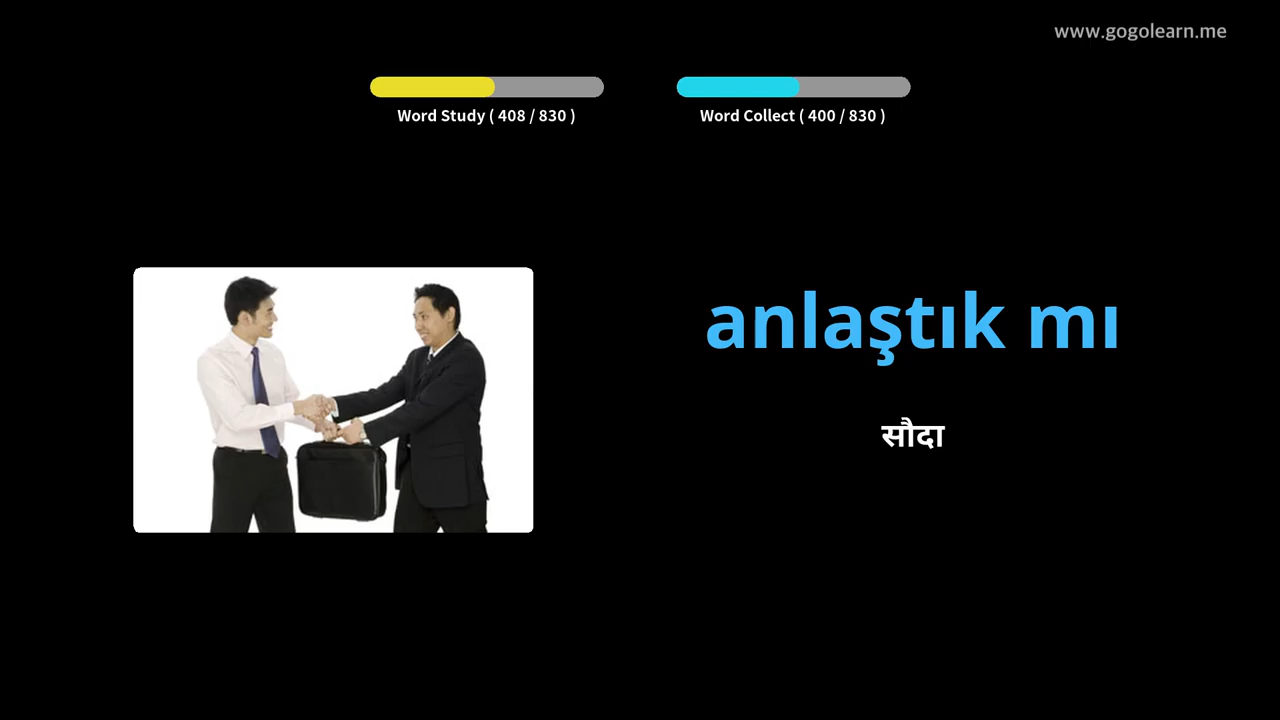 www.gogolearn.me
Word Study ( 408 / 830 )
Word Collect ( 400 / 830 )
anlaştık mı
सौदा